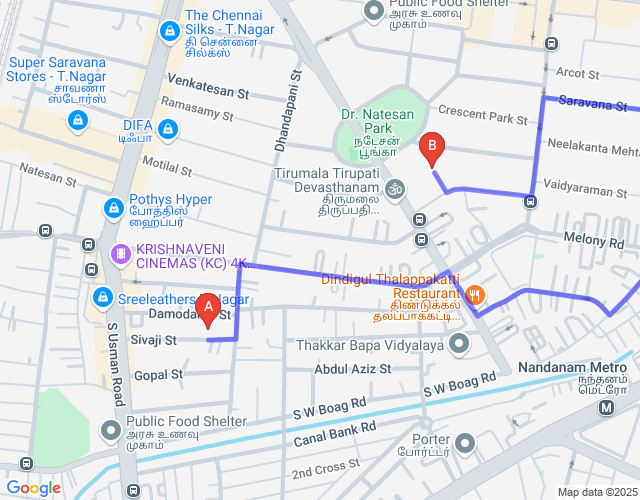 Public Food Shelter
அரசு உணவு
முகாம்
The Chennai
Silks - T.Nagar
தி சென்னை
சில்க்ஸ்
Super Saravana
Stores - T.Nagar
சரவணா
ஸ்டோர்ஸ்
Venkatesan St
Ramasamy St
Dhandapani St
Arcot St
Saravana St
Crescent Park St
DIFA
டிஃபா
Dr. Natesan
Park
நடேசன்
பூங்கா
B
Neelakanta Mehta
Motilal St
Natesan St
Tirumala Tirupati
Devasthanam
திருமலை
திருப்பதி...
Vaidyaraman St
Pothys Hyper
போத்திஸ்
ஹைப்பர்
Melony Rd
KRISHNAVENI
CINEMAS (KC) 4K...
Dindigul Thalappakatti
Restaurant
திண்டுக்கல்
தலப்பாக்கட்டி...
A
S Usman Road
Sivaji St
Thakkar Bapa Vidyalaya
Gopal St
Abdul Aziz St
Nandanam Metro
நந்தனம்
மெட்ரோ
S W Boag Rd
S W Boag Rd
M
Public Food Shelter
அரசு உணவு
முகாம்
Canal Bank Rd
Porter
போர்ட்டர்
2nd Cross St
Google
Map data ©2025